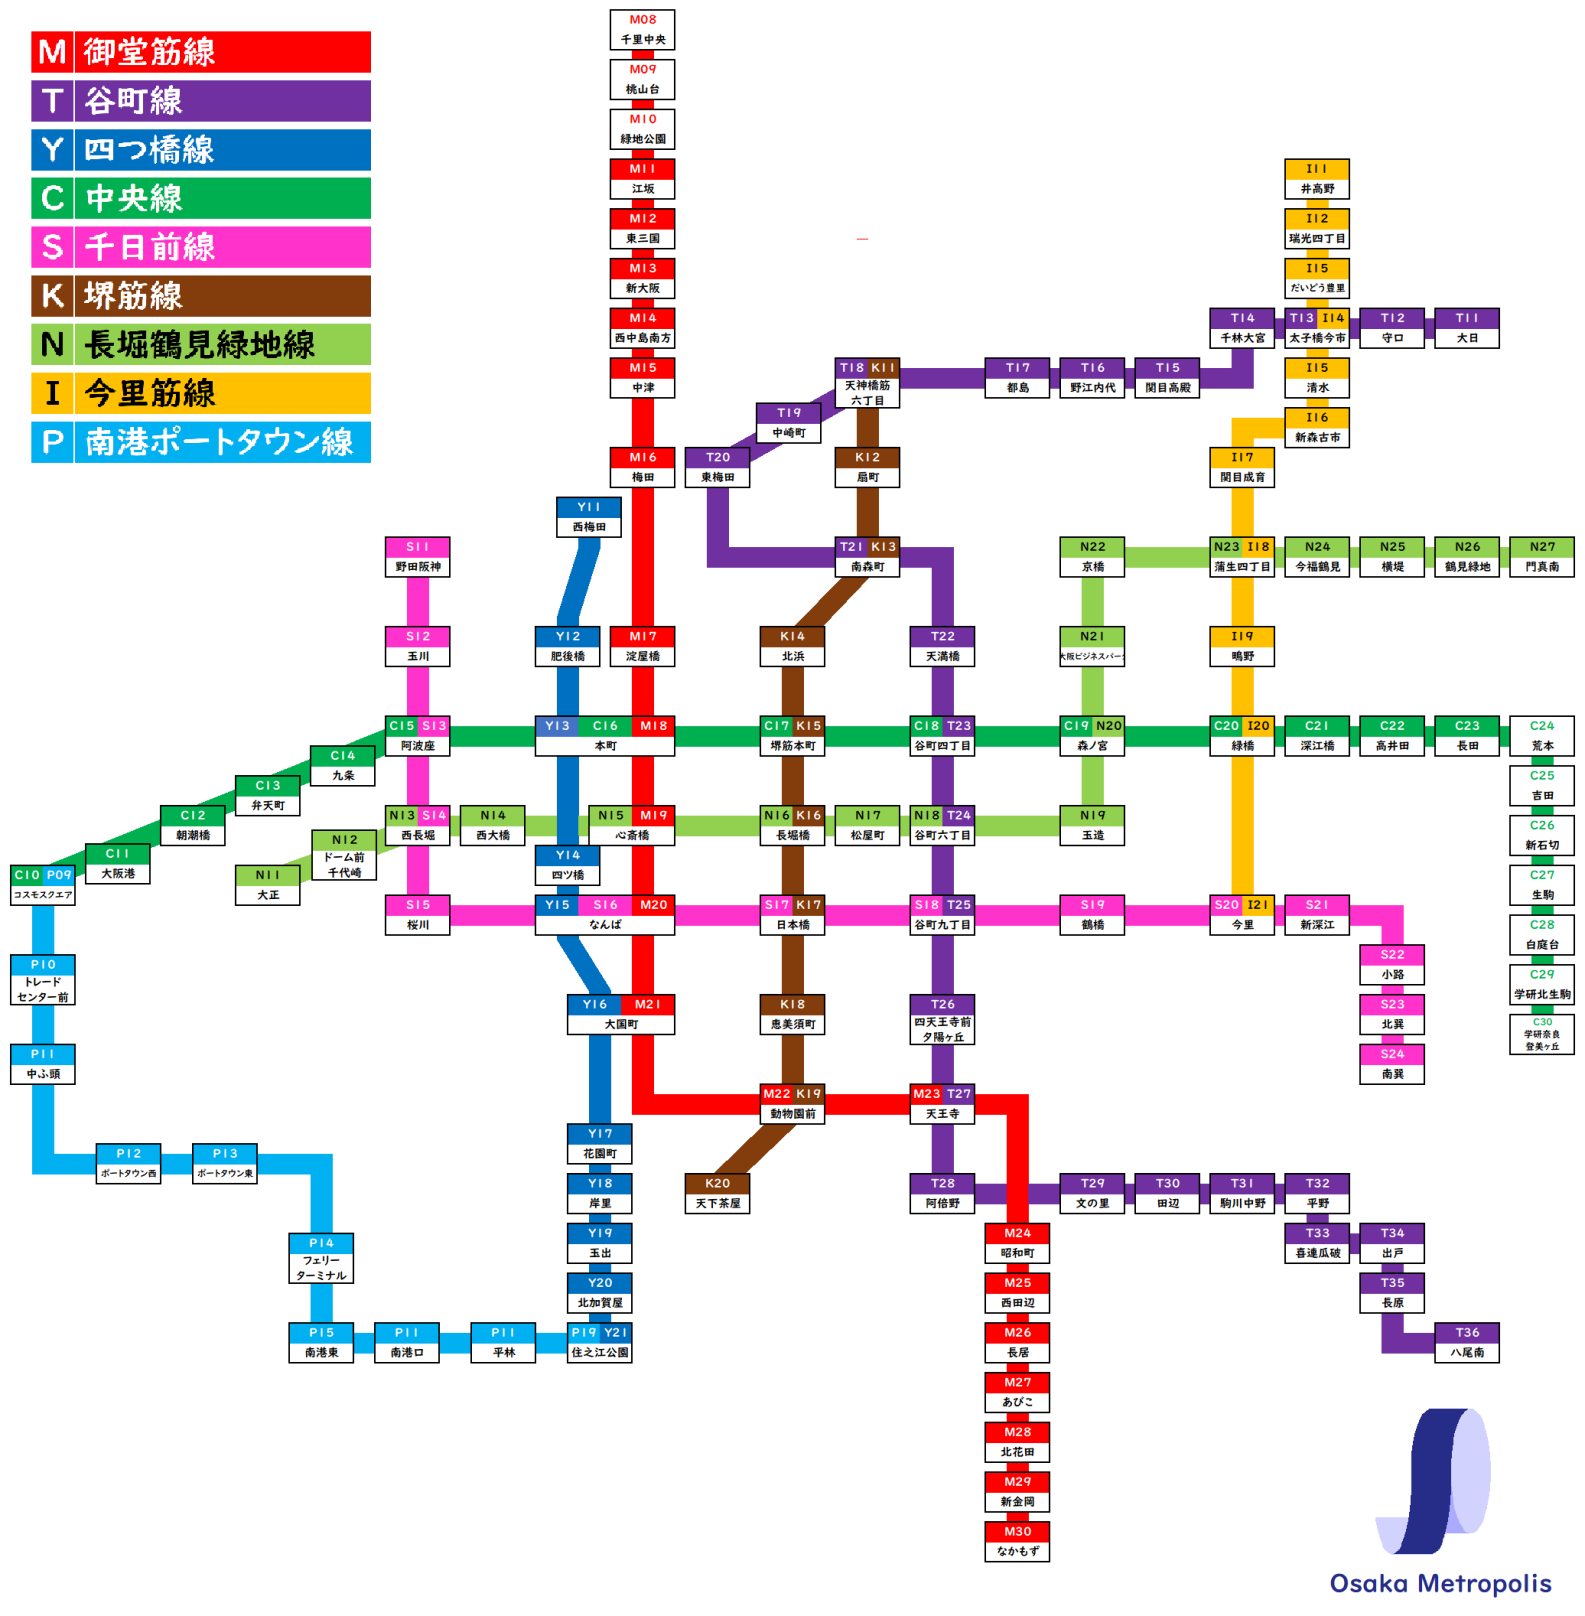 M 御堂筋線
T 谷町線
Y 四つ橋線
C 中央線
S 千日前線
K 堺筋線
N 長堀鶴見緑地線
I 今里筋線
P 南港ポートタウン線
M08
千里中央
M09
桃山台
M10
緑地公園
M11
江坂
M12
東三国
M13
新大阪
M14
西中島南方
M15
中津
M16
梅田
I11
井高野
I12
瑞光四丁目
I15
だいどう豊里
T14
千林大宮
T13 I14
太子橋今市
T12
守口
T11
大日
T18 K11
天神橋筋
六丁目
T17
都島
T16
野江内代
T15
関目高殿
I15
清水
T19
中崎町
I16
新森古市
T20
東梅田
K12
扇町
I17
関目成育
Y11
西梅田
S11
野田阪神
T21 K13
南森町
N22
京橋
N23 I18
蒲生四丁目
N24
今福鶴見
N25
横堤
N26
鶴見緑地
N27
門真南
S12
玉川
Y12
肥後橋
M17
淀屋橋
K14
北浜
T22
天満橋
N21
大阪ビジネスパーク
I19
鴫野
C15 S13
阿波座
Y13 C16 M18
本町
C17 K15
堺筋本町
C18 T23
谷町四丁目
C19 N20
森ノ宮
C20 I20
緑橋
C21
深江橋
C22
高井田
C23
長田
C24
荒本
C14
九条
C13
弁天町
C12
朝潮橋
C11
大阪港
C10 P09
コスモスクエア
C25
吉田
C26
新石切
C27
生駒
C28
白庭台
C29
学研北生駒
C30
学研奈良
登美ヶ丘
N13 S14
西長堀
N14
西大橋
N15 M19
心斎橋
N16 K16
長堀橋
N17
松屋町
N18 T24
谷町六丁目
N19
玉造
N12
ドーム前
千代崎
N11
大正
Y14
四ツ橋
S15
桜川
Y15 S16 M20
なんば
S17 K17
日本橋
S18 T25
谷町九丁目
S19
鶴橋
S20 I21
今里
S21
新深江
S22
小路
S23
北巽
S24
南巽
P10
トレード
センター前
Y16 M21
大国町
K18
恵美須町
T26
四天王寺前
夕陽ヶ丘
P11
中ふ頭
M22 K19
動物園前
M23 T27
天王寺
P12
ポートタウン西
P13
ポートタウン東
Y17
花園町
Y18
岸里
K20
天下茶屋
T28
阿倍野
T29
文の里
T30
田辺
T31
駒川中野
T32
平野
P14
フェリー
ターミナル
Y19
玉出
M24
昭和町
T33
喜連瓜破
T34
出戸
Y20
北加賀屋
M25
西田辺
T35
長原
P15
南港東
P11
南港口
P11
平林
P19 Y21
住之江公園
M26
長居
T36
八尾南
M27
あびこ
M28
北花田
M29
新金岡
M30
なかもず
Osaka Metropolis